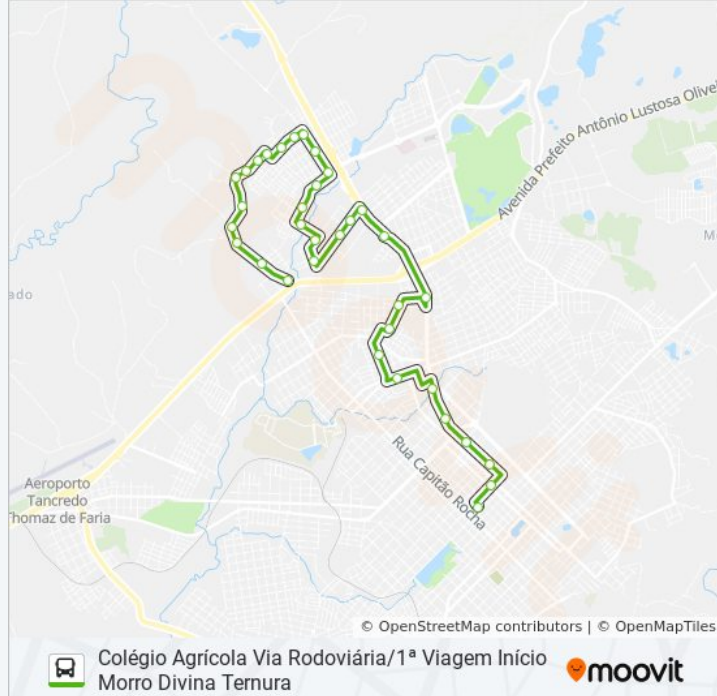 Avenida Prefeito Antônio Lustosa Olivei
M
ado
Rua Capitão Rocha
Aeroporto
Tancredo
Thomaz de Faria
© OpenStreetMap contributors | © OpenMapTiles
Colégio Agrícola Via Rodoviária/1ª Viagem Início
Morro Divina Ternura
moovit